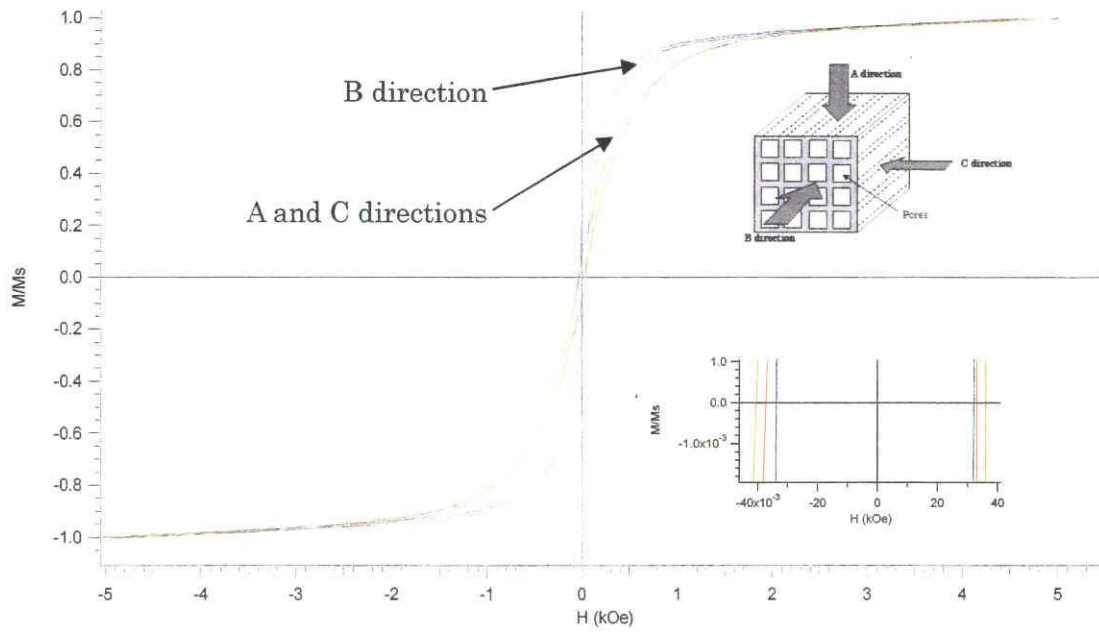 1.0
0.8
0.6
0.4
0.2
0.0
-0.2
-0.4
-0.6
-0.8
-1.0
M/Ms
-5
-4
-3
-2
-1
0
1
2
3
4
5
H (kOe)
B direction
A and C directions
A direction
C direction
Pores
B direction
1.0
0.0
-1.0x10⁻³
M/Ms
-40x10⁻³
-20
0
20
40
H (kOe)